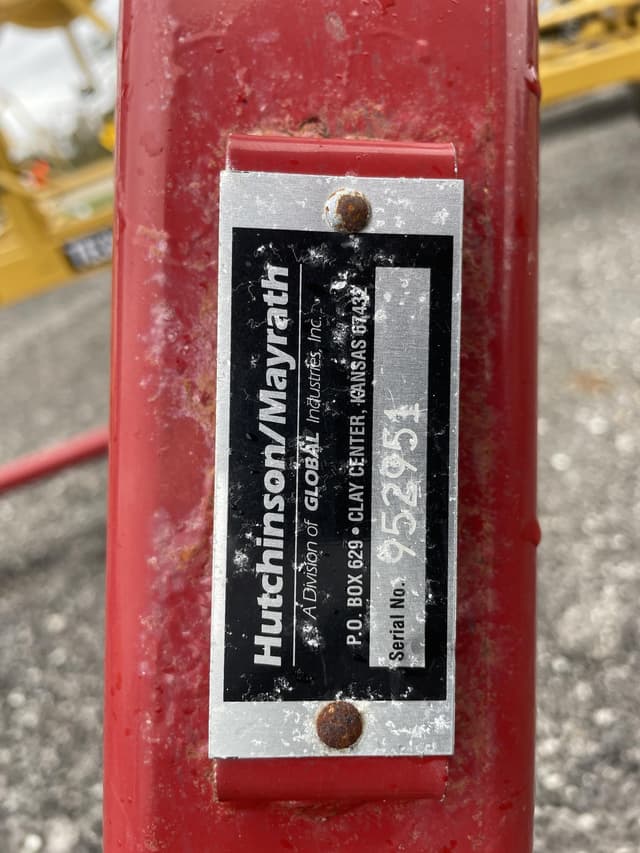 Hutchinson/Mayrath
A Division of GLOBAL Industries, Inc.
P.O. BOX 629 • CLAY CENTER, KANSAS 67432
Serial No. 952951